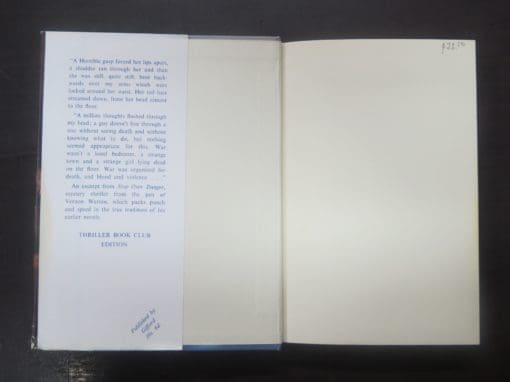 "A Horrible gasp forced her lips apart,
a shudder ran through her and then
she was still, quite still, bent back-
wards over my arms which were
locked around her waist. Her red hair
streamed down, from her head almost
to the floor.
"A million thoughts flashed through
my head; a guy doesn't live through a
war without seeing death and without
knowing what to do, but nothing
seemed appropriate for this. War
wasn't a hotel bedroom, a strange
town and a strange girl lying dead
on the floor. War was organised for
death, and blood and violence . . ."
An excerpt from Stop Over Danger,
mystery thriller from the pen of
Vernon Warren, which packs punch
and speed in the true tradition of his
earlier novels.
THRILLER BOOK CLUB
EDITION
Published by
Gifford